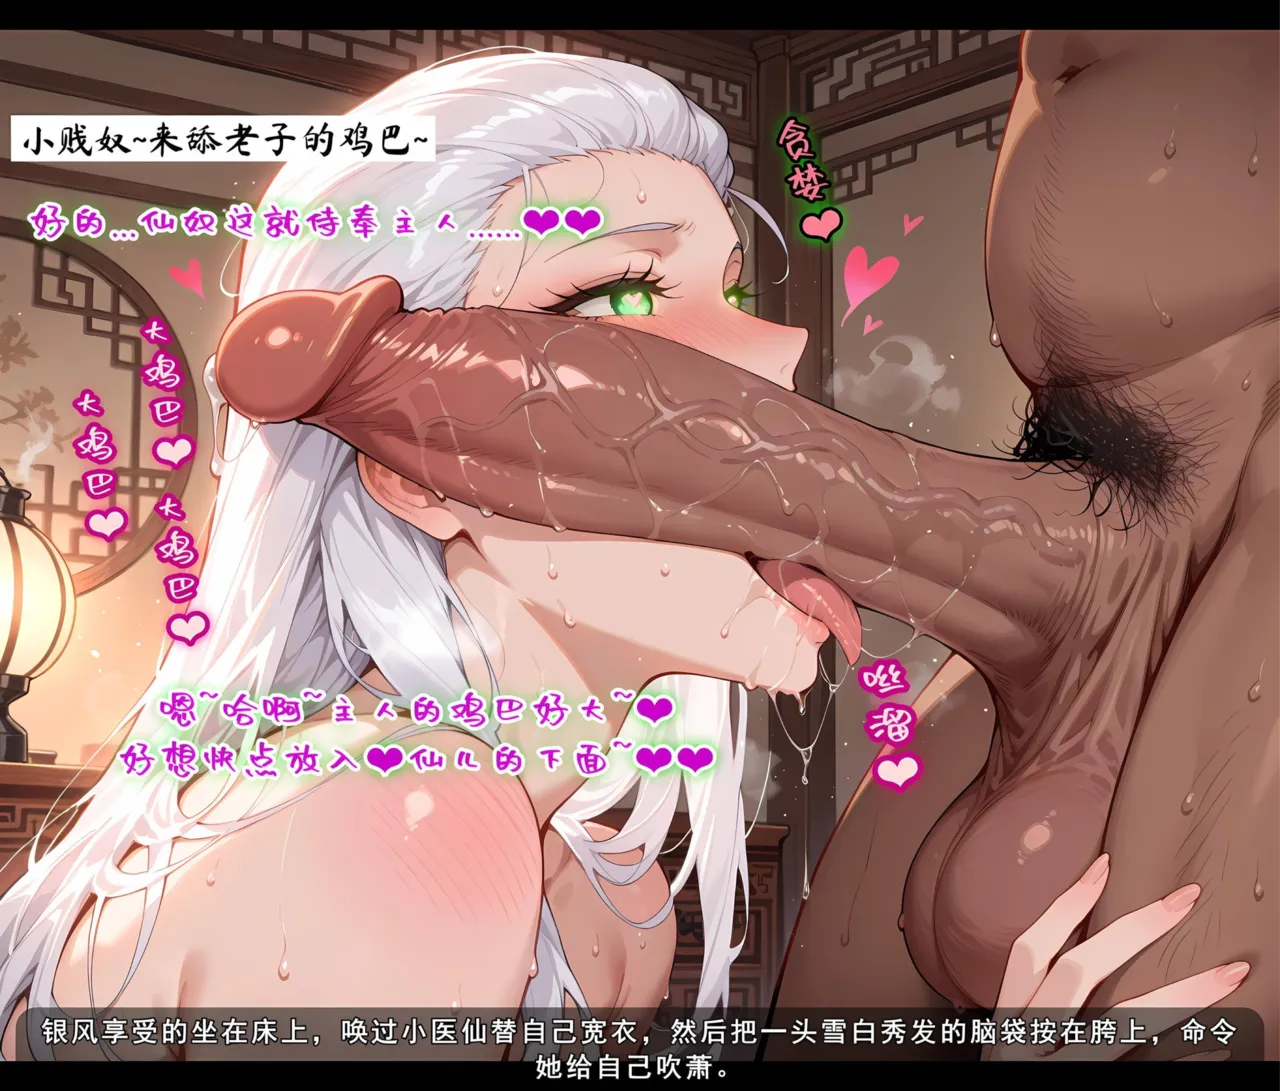 小贱奴~来舔老子的鸡巴~
好的...仙奴这就侍奉主人......❤❤
贪婪❤
大鸡巴❤
大鸡巴❤
大鸡巴❤
嗯~哈啊~主人的鸡巴好大~❤
好想快点放入❤仙儿的下面~❤❤
咝溜❤
银风享受的坐在床上，唤过小医仙替自己宽衣，然后把一头雪白秀发的脑袋按在胯上，命令
她给自己吹萧。